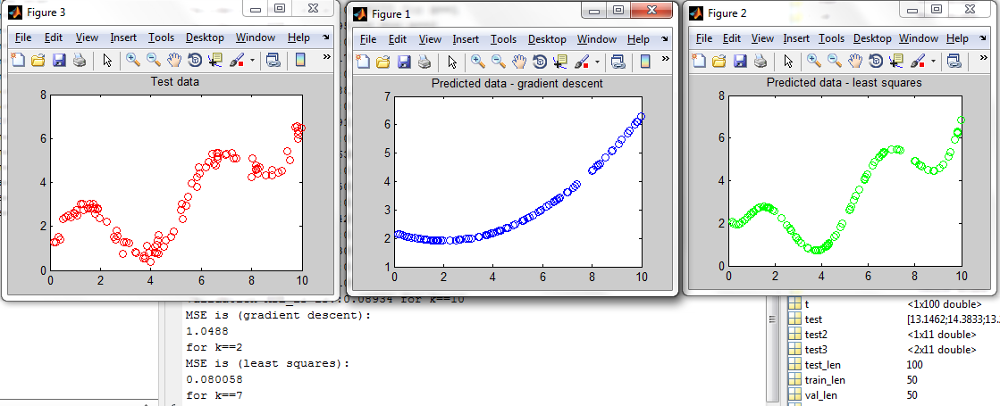 Figure 3
File Edit View Insert Tools Desktop Window Help
Test data
8
6
4
2
0
0 2 4 6 8 10
Figure 1
File Edit View Insert Tools Desktop Window Help
Predicted data - gradient descent
7
6
5
4
3
2
1
0 2 4 6 8 10
Figure 2
File Edit View Insert Tools Desktop Window Help
Predicted data - least squares
8
6
4
2
0
0 2 4 6 8 10
for k==10
MSE is (gradient descent):
1.0488
for k==2
MSE is (least squares):
0.080058
for k==7
t <1x100 double>
test [13.1462;14.3833;13.
test2 <1x11 double>
test3 <2x11 double>
test_len 100
train_len 50
val_len 50